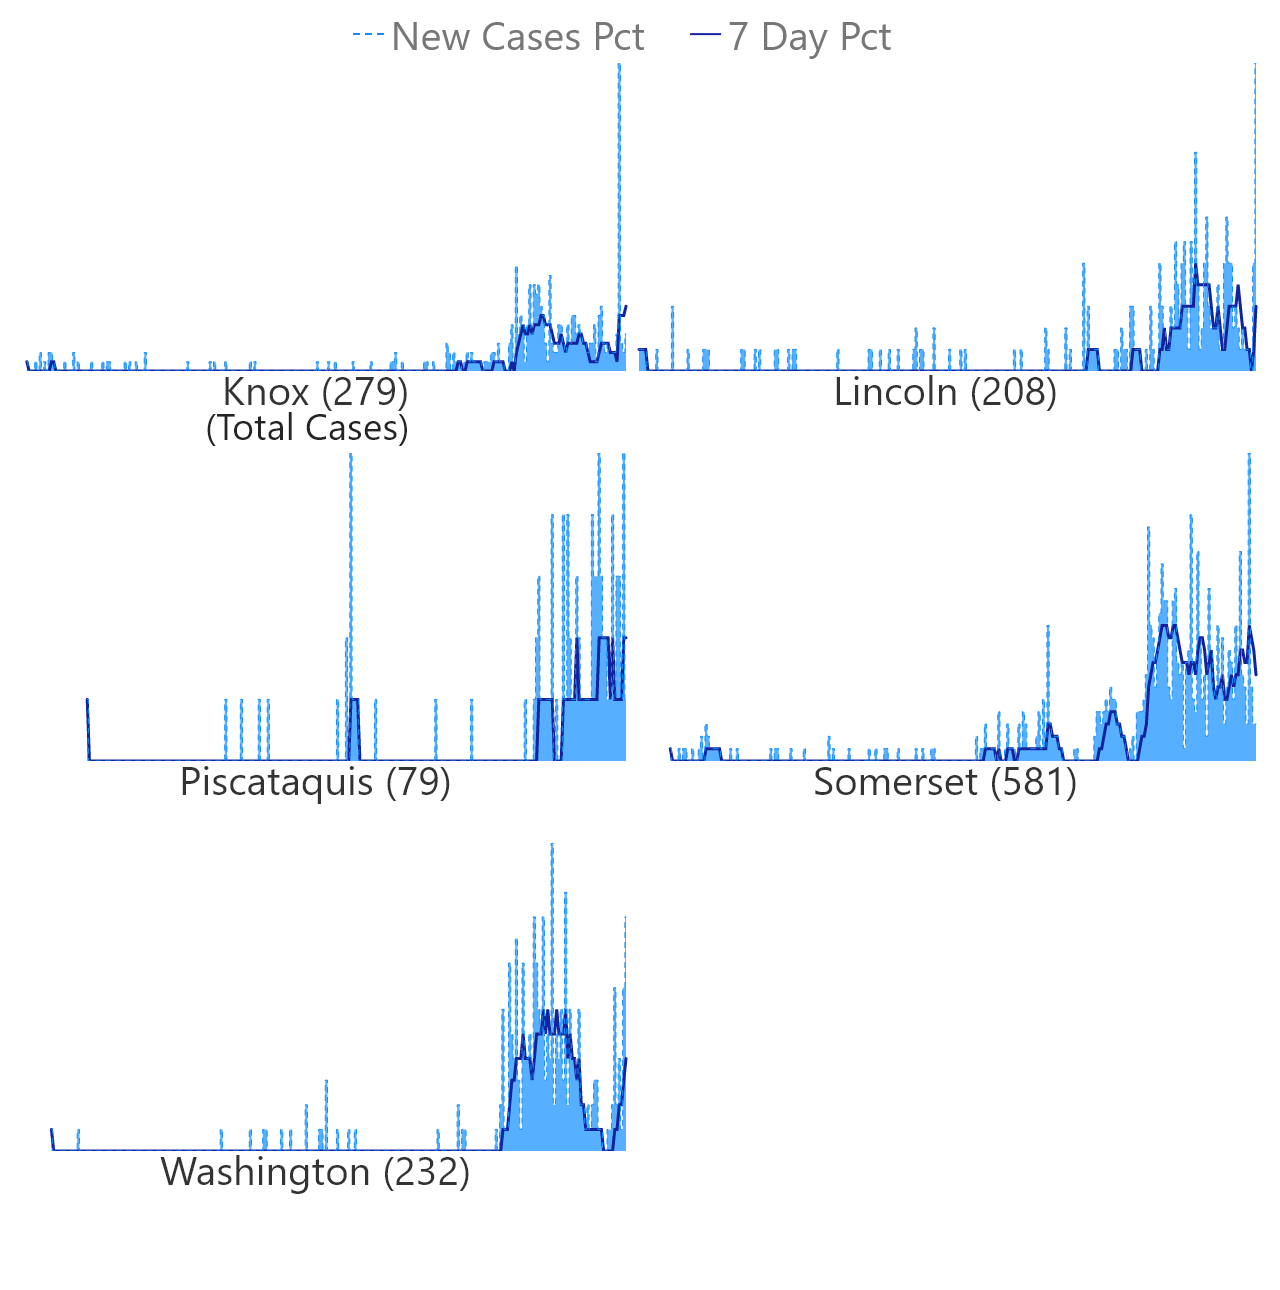 New Cases Pct 7 Day Pct
Knox (279)
(Total Cases)
Lincoln (208)
Piscataquis (79)
Somerset (581)
Washington (232)